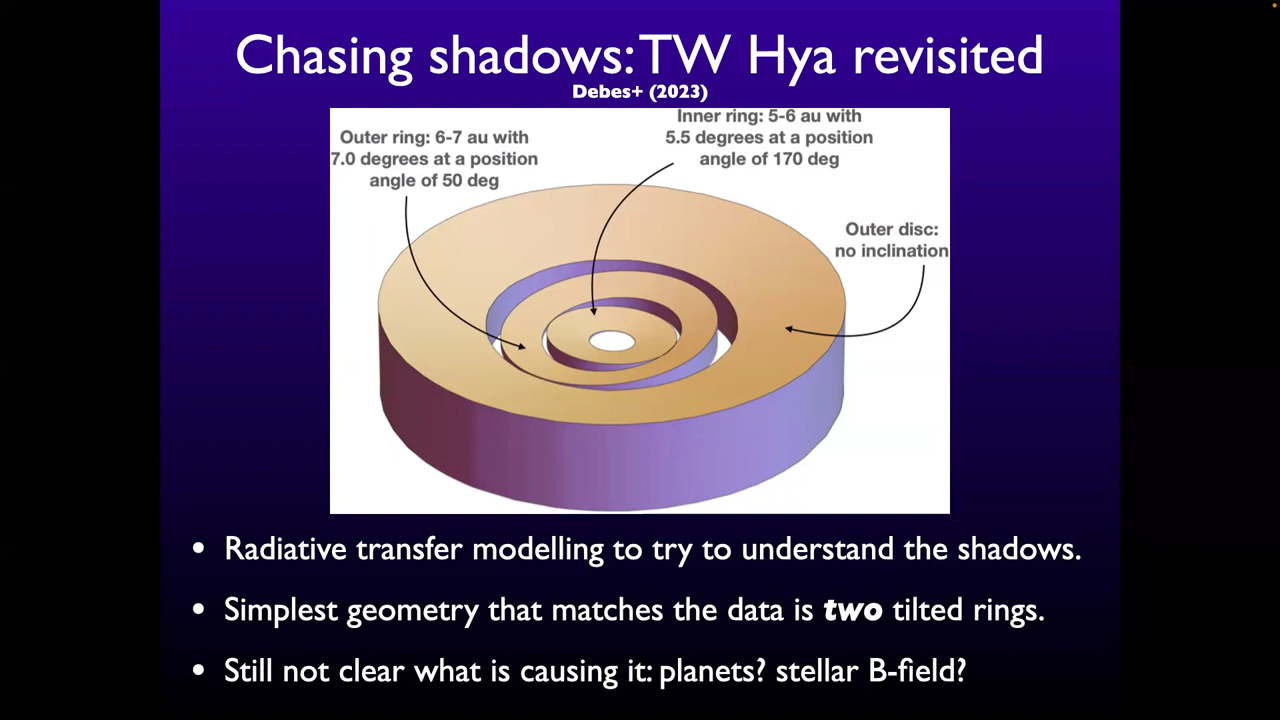 Chasing shadows: TW Hya revisited
Debes+ (2023)
Outer ring: 6-7 au with
7.0 degrees at a position
angle of 50 deg
Inner ring: 5-6 au with
5.5 degrees at a position
angle of 170 deg
Outer disc:
no inclination
• Radiative transfer modelling to try to understand the shadows.
• Simplest geometry that matches the data is two tilted rings.
• Still not clear what is causing it: planets? stellar B-field?